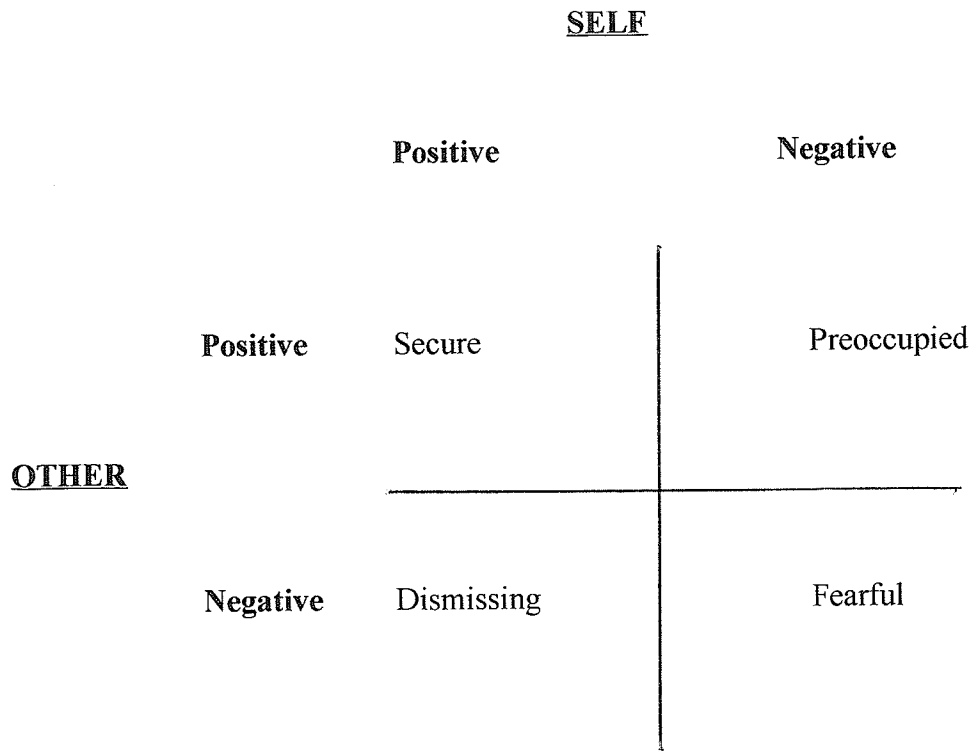 SELF
Positive Negative
Positive Secure Preoccupied
OTHER
Negative Dismissing Fearful